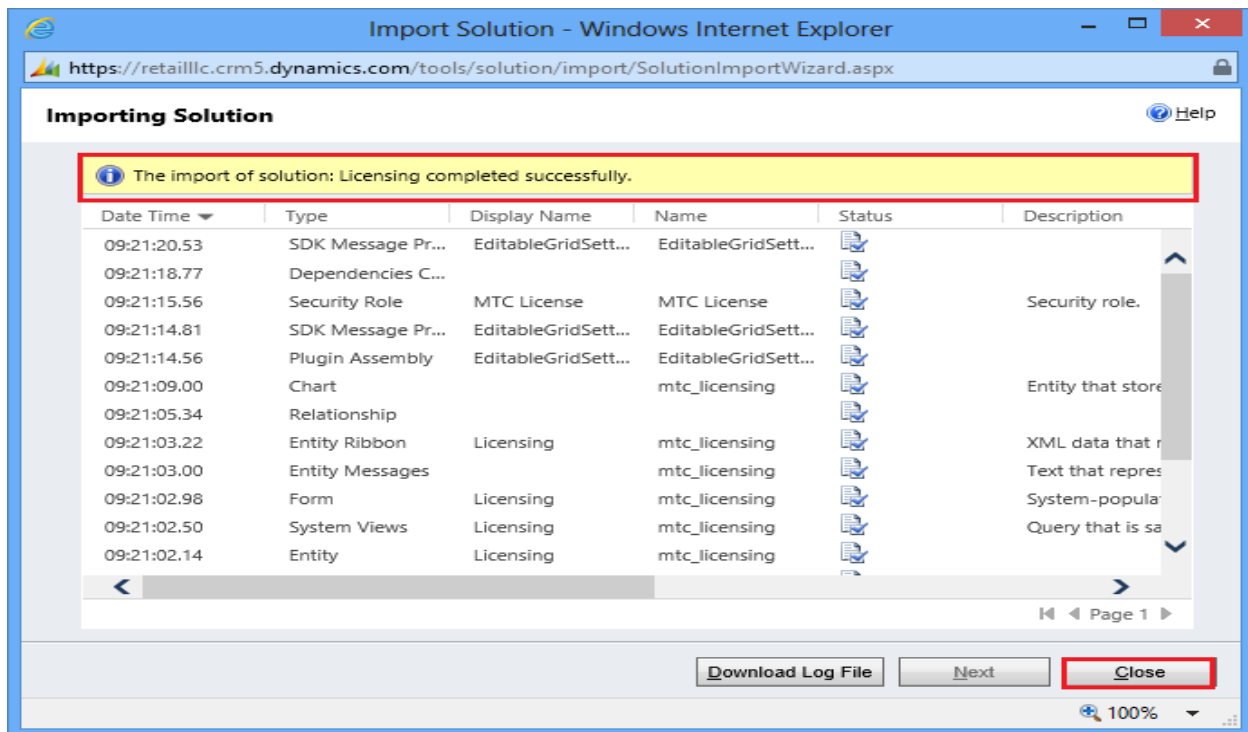 Import Solution - Windows Internet Explorer
https://retailllc.crm5.dynamics.com/tools/solution/import/SolutionImportWizard.aspx
Importing Solution Help
The import of solution: Licensing completed successfully.
Date Time Type Display Name Name Status Description
09:21:20.53 SDK Message Pr... EditableGridSett... EditableGridSett...
09:21:18.77 Dependencies C...
09:21:15.56 Security Role MTC License MTC License Security role.
09:21:14.81 SDK Message Pr... EditableGridSett... EditableGridSett...
09:21:14.56 Plugin Assembly EditableGridSett... EditableGridSett...
09:21:09.00 Chart mtc_licensing Entity that store
09:21:05.34 Relationship
09:21:03.22 Entity Ribbon Licensing mtc_licensing XML data that r
09:21:03.00 Entity Messages mtc_licensing Text that repres
09:21:02.98 Form Licensing mtc_licensing System-popula
09:21:02.50 System Views Licensing mtc_licensing Query that is sa
09:21:02.14 Entity Licensing mtc_licensing
Page 1
Download Log File Next Close
100%